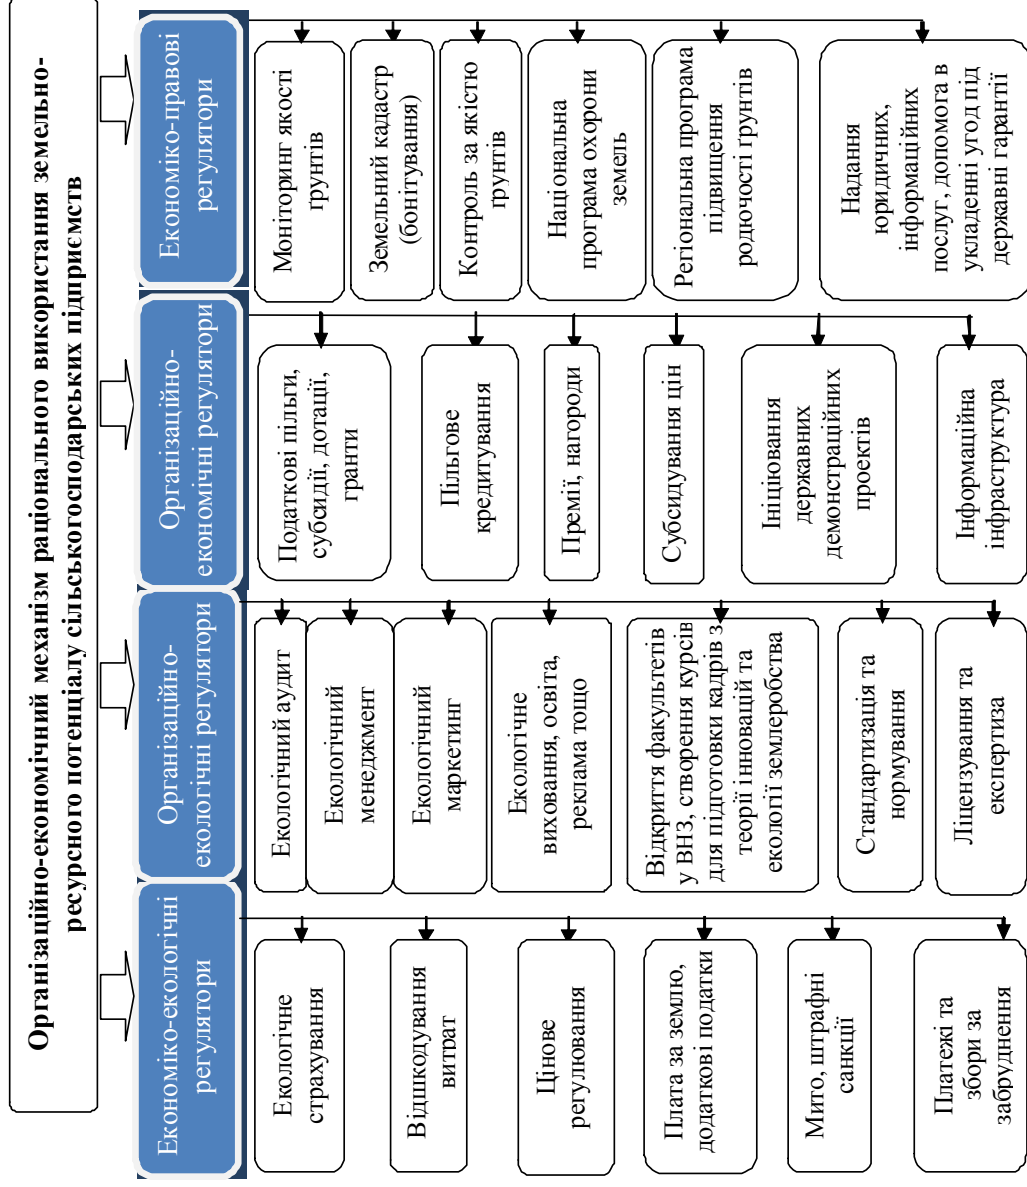 Організаційно-економічний механізм раціонального використання земельно-
ресурсного потенціалу сільськогосподарських підприємств
Економіко-екологічні
регулятори
Екологічне
страхування
Відшкодування
витрат
Цінове
регулювання
Плата за землю,
додаткові податки
Мито, штрафні
санкції
Платежі та
збори за
забруднення
Організаційно-
екологічні регулятори
Екологічний аудит
Екологічний
менеджмент
Екологічний
маркетинг
Екологічне
виховання, освіта,
реклама тощо
Відкриття факультетів
у ВНЗ, створення курсів
для підготовки кадрів з
теорії інновацій та
екології землеробства
Стандартизація та
нормування
Ліцензування та
експертиза
Організаційно-
економічні регулятори
Податкові пільги,
субсидії, дотації,
гранти
Пільгове
кредитування
Премії, нагороди
Субсидування цін
Ініціювання
державних
демонстраційних
проектів
Інформаційна
інфраструктура
Економіко-правові
регулятори
Моніторинг якості
ґрунтів
Земельний кадастр
(бонітування)
Контроль за якістю
ґрунтів
Національна
програма охорони
земель
Регіональна програма
підвищення
родючості ґрунтів
Надання
юридичних,
інформаційних
послуг, допомога в
укладенні угод під
державні гарантії